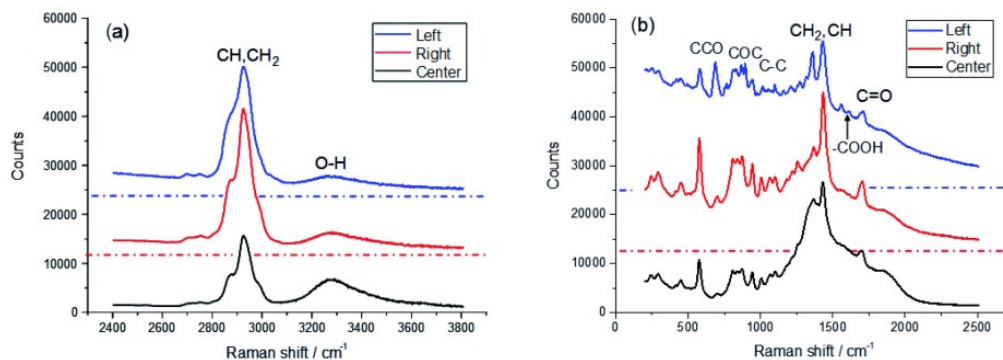 (a)
Left
Right
Center
CH,CH₂
O-H
Counts
60000
50000
40000
30000
20000
10000
0
2400
2600
2800
3000
3200
3400
3600
3800
Raman shift / cm⁻¹
(b)
Left
Right
Center
CCO
COC
C-C
CH₂,CH
C=O
-COOH
Counts
60000
50000
40000
30000
20000
10000
0
0
500
1000
1500
2000
2500
Raman shift / cm⁻¹